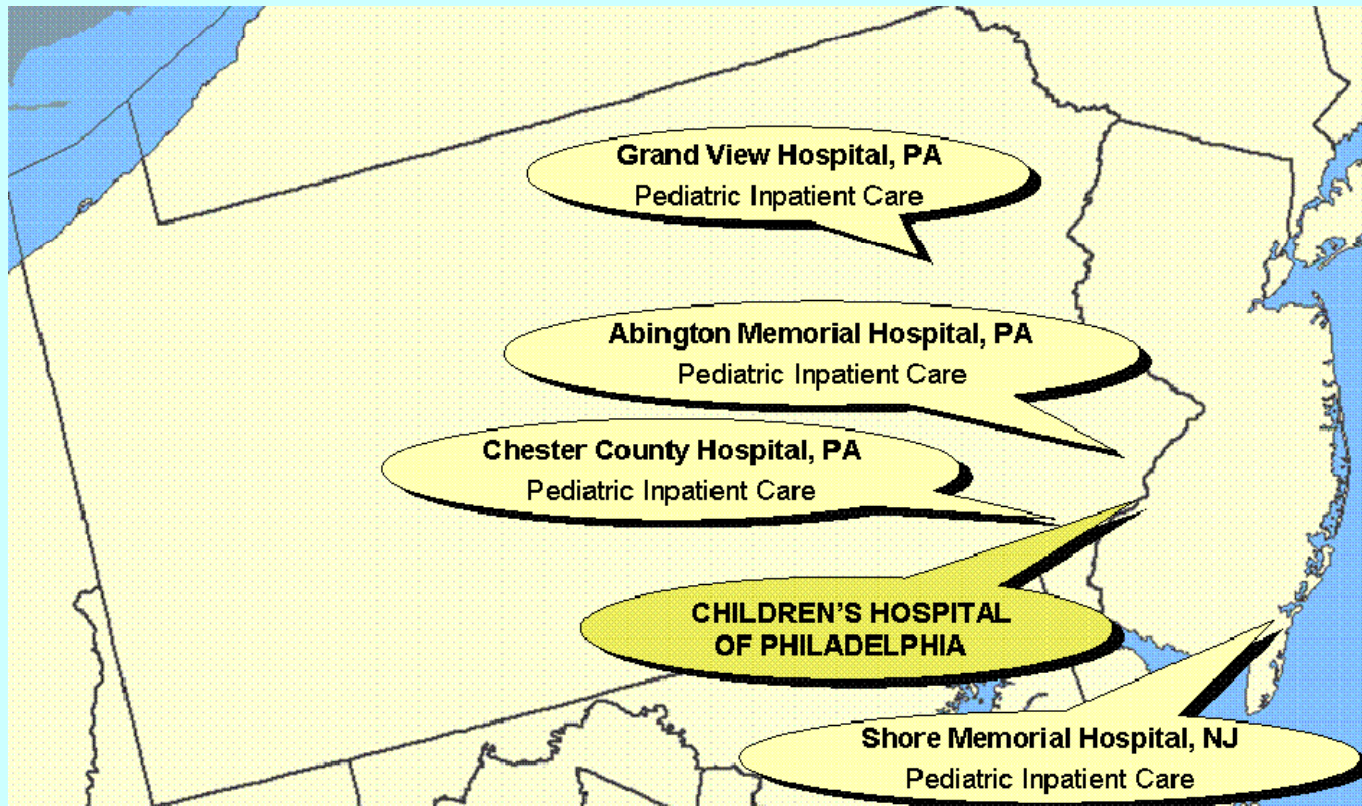 Grand View Hospital, PA
Pediatric Inpatient Care
Abington Memorial Hospital, PA
Pediatric Inpatient Care
Chester County Hospital, PA
Pediatric Inpatient Care
CHILDREN’S HOSPITAL
OF PHILADELPHIA
Shore Memorial Hospital, NJ
Pediatric Inpatient Care